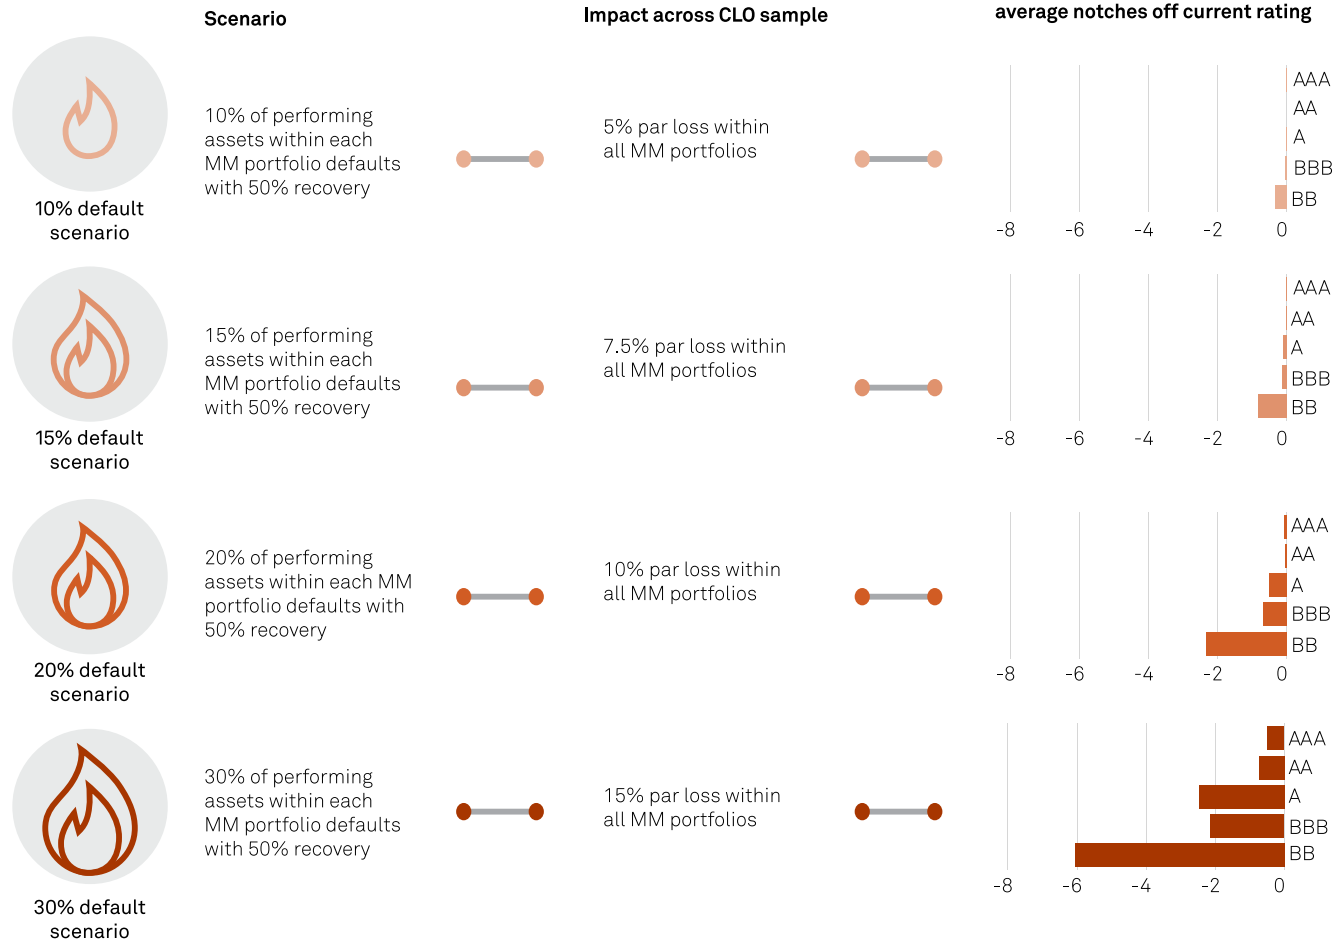 Scenario
Impact across CLO sample
average notches off current rating
10% default
scenario
10% of performing
assets within each
MM portfolio defaults
with 50% recovery
5% par loss within
all MM portfolios
AAA
AA
A
BBB
BB
-8
-6
-4
-2
0
15% default
scenario
15% of performing
assets within each
MM portfolio defaults
with 50% recovery
7.5% par loss within
all MM portfolios
AAA
AA
A
BBB
BB
-8
-6
-4
-2
0
20% default
scenario
20% of performing
assets within each MM
portfolio defaults with
50% recovery
10% par loss within
all MM portfolios
AAA
AA
A
BBB
BB
-8
-6
-4
-2
0
30% default
scenario
30% of performing
assets within each
MM portfolio defaults
with 50% recovery
15% par loss within
all MM portfolios
AAA
AA
A
BBB
BB
-8
-6
-4
-2
0